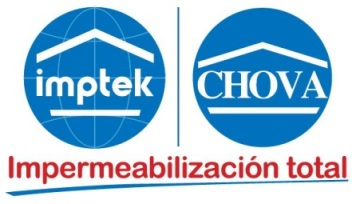 imptek
CHOVA
Impermeabilización total